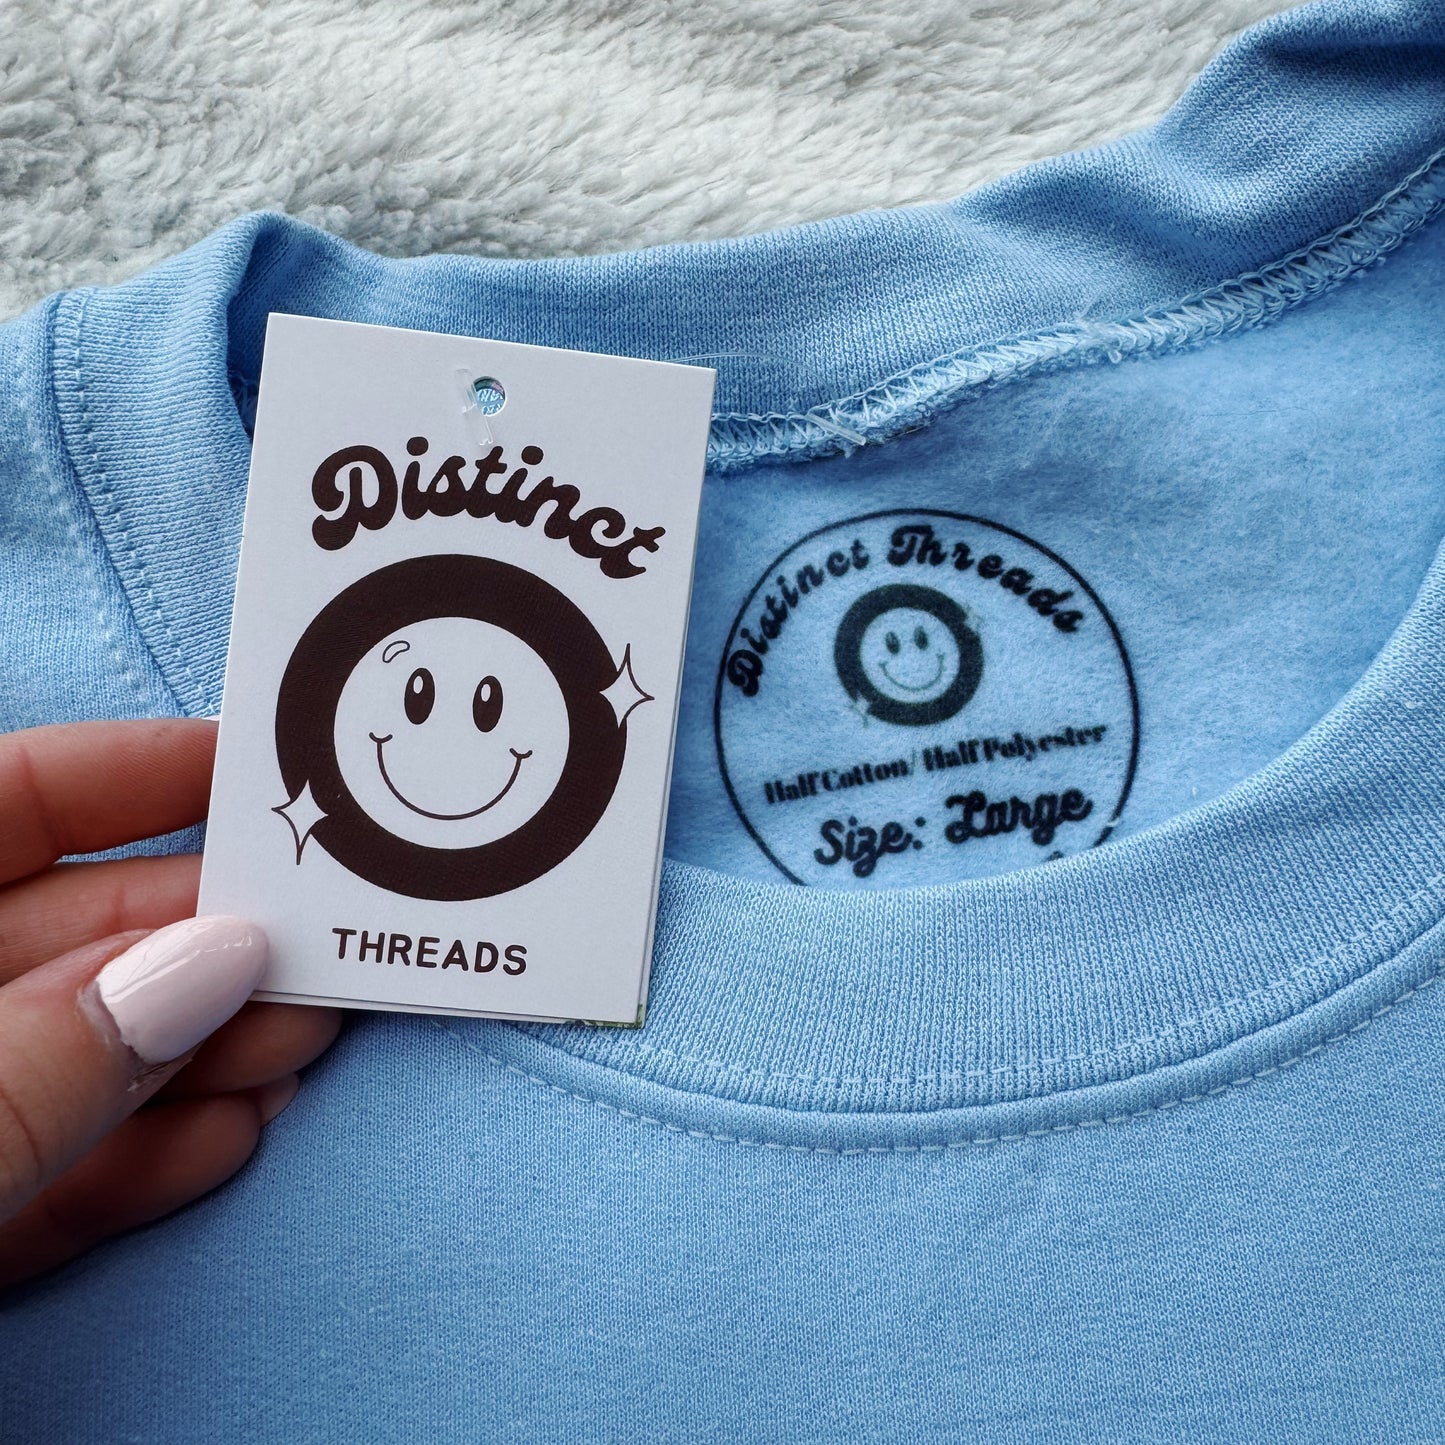 Distinct
THREADS
Distinct Threads
Half Cotton/ Half Polyester
Size: Large